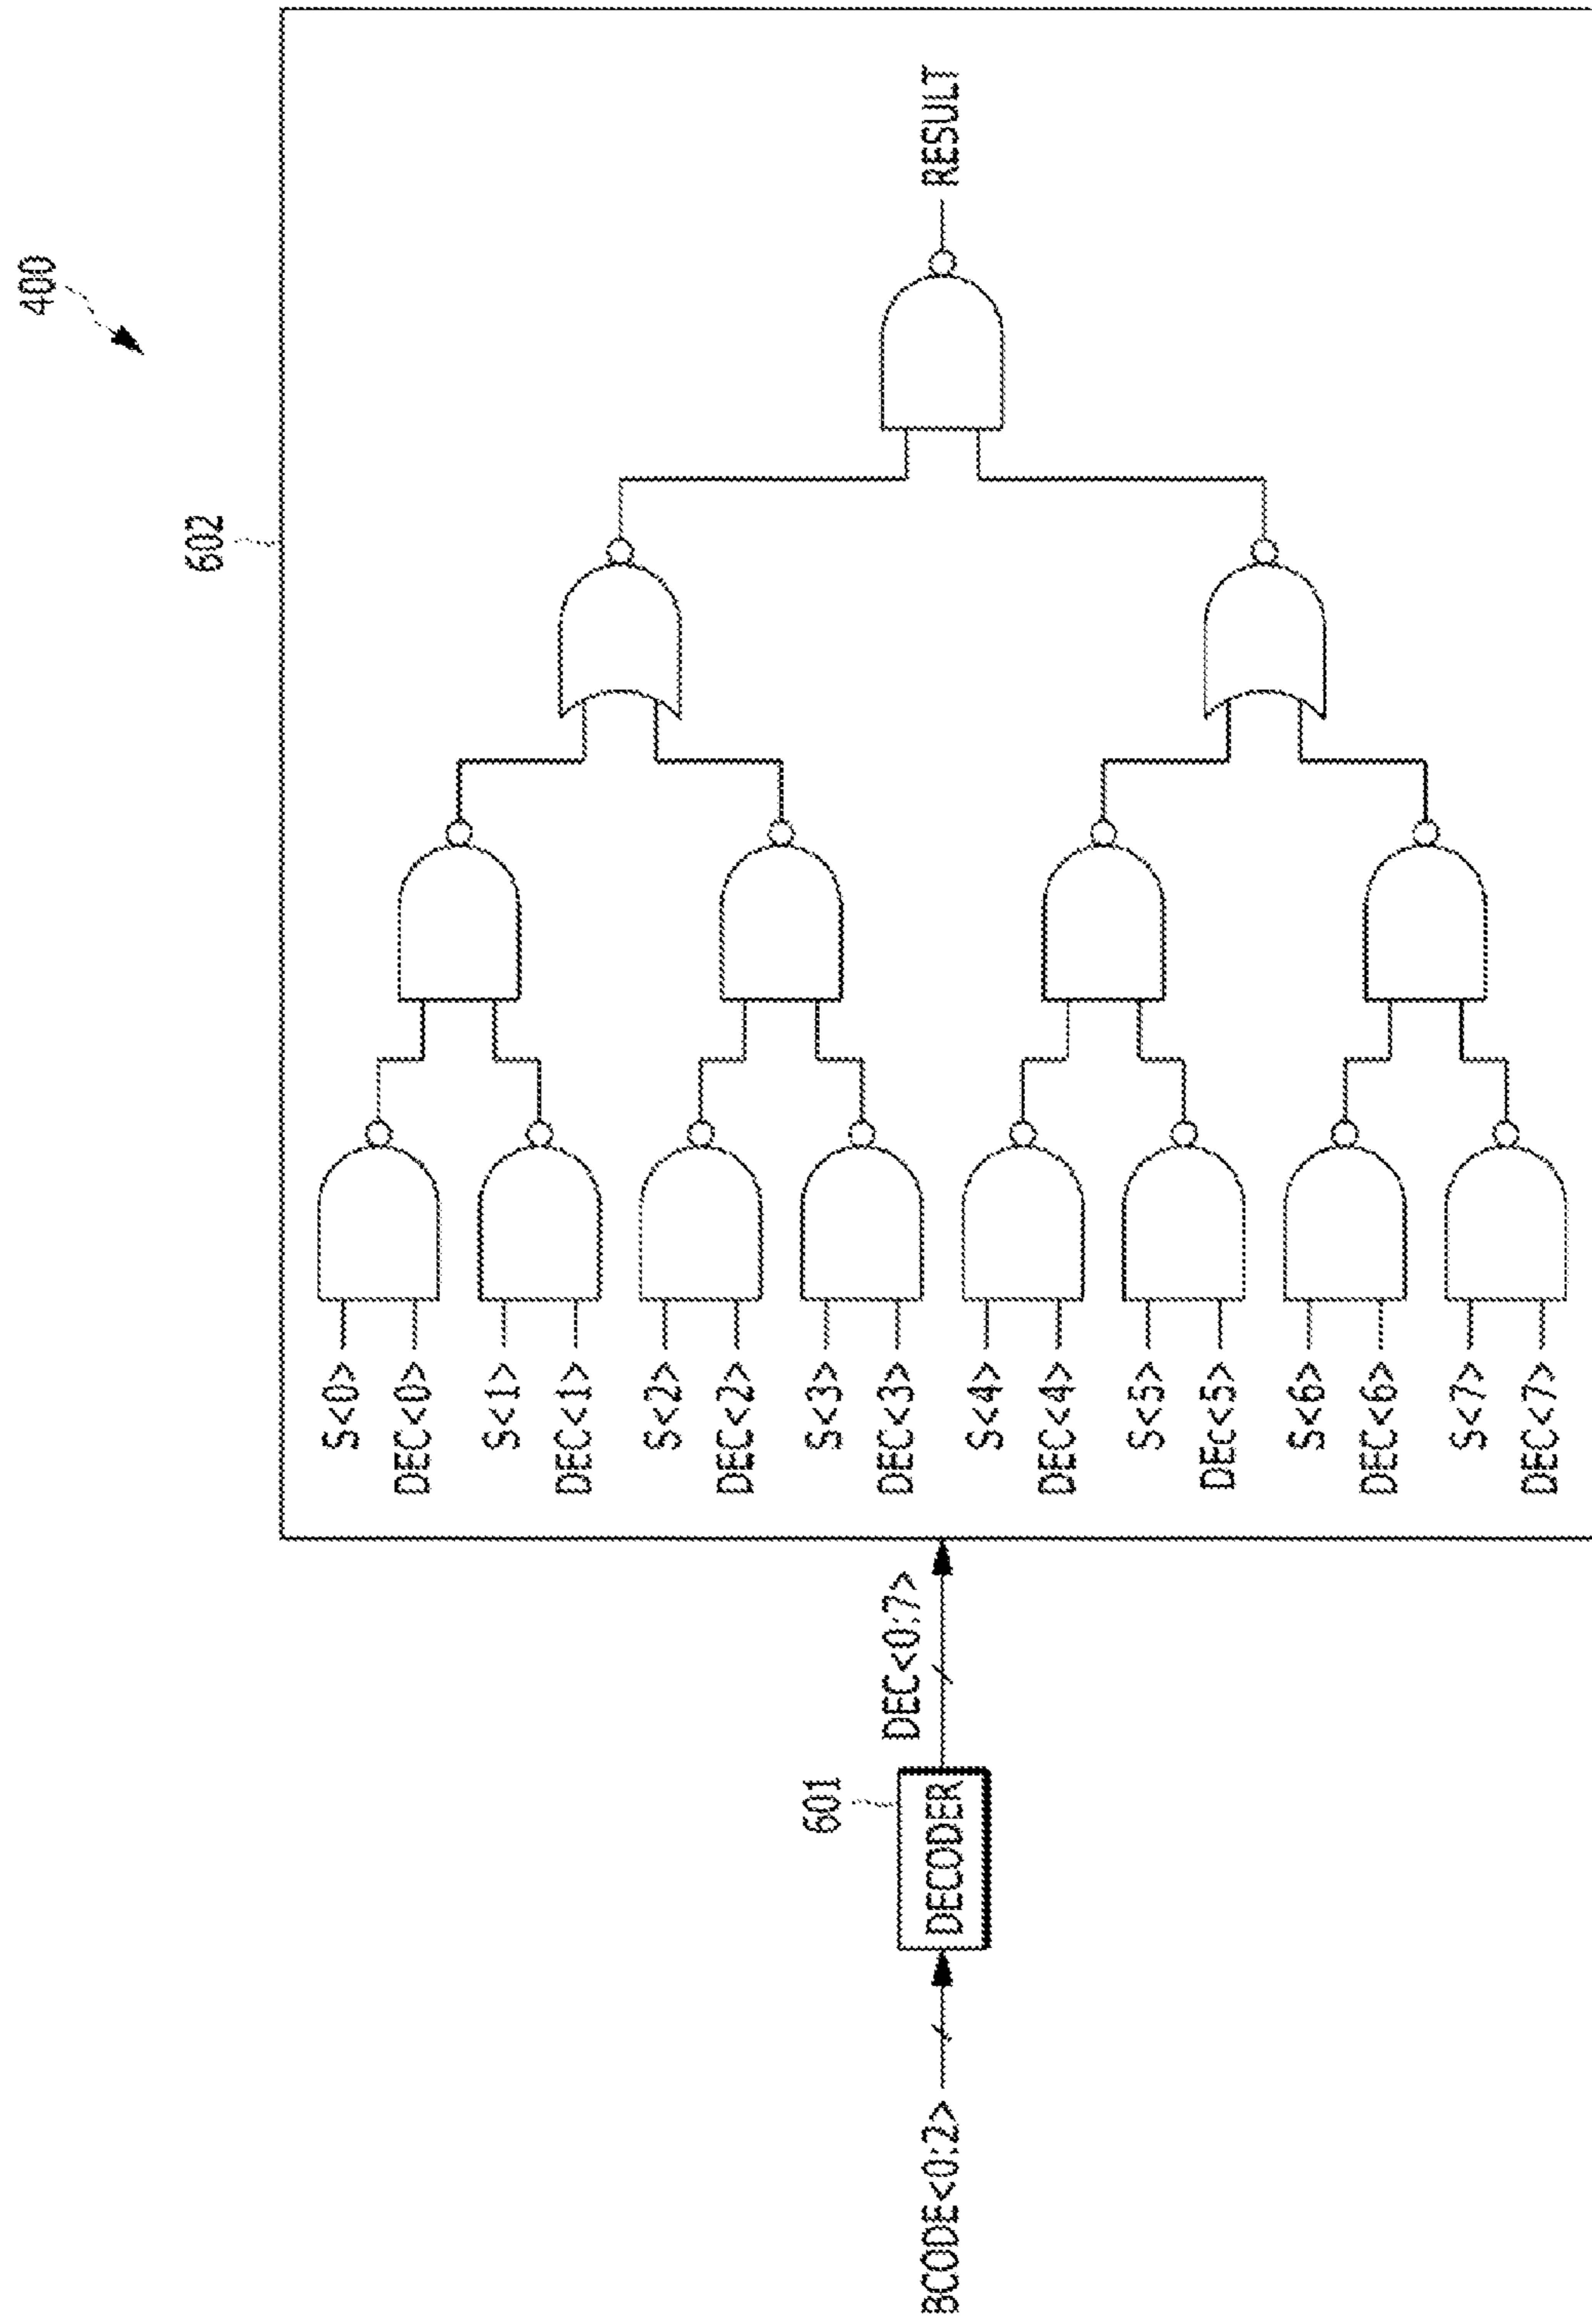 400
602
S<0>
DEC<0>
S<1>
DEC<1>
S<2>
DEC<2>
S<3>
DEC<3>
S<4>
DEC<4>
S<5>
DEC<5>
S<6>
DEC<6>
S<7>
DEC<7>
RESULT
BCODE<0:2>
601
DECODER
DEC<0:7>